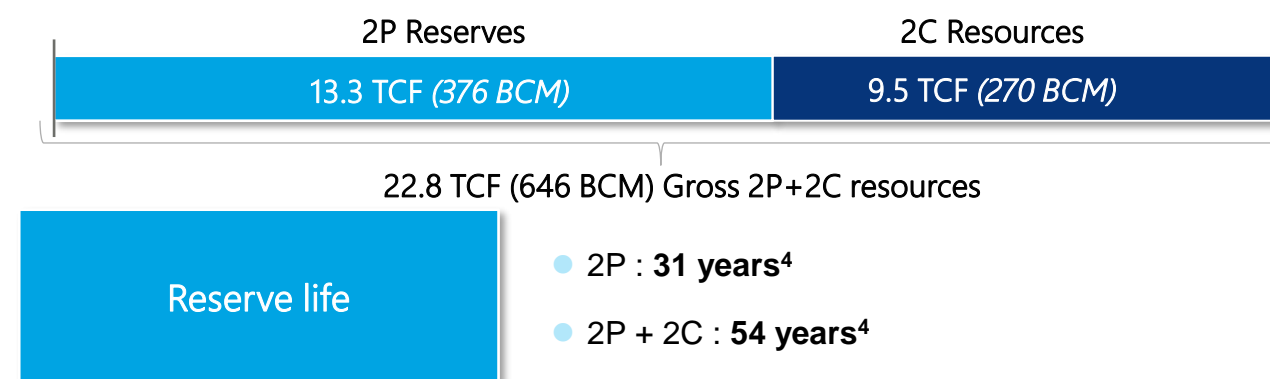 2P Reserves
2C Resources
13.3 TCF (376 BCM)
9.5 TCF (270 BCM)
22.8 TCF (646 BCM) Gross 2P+2C resources
Reserve life
2P : 31 years⁴
2P + 2C : 54 years⁴